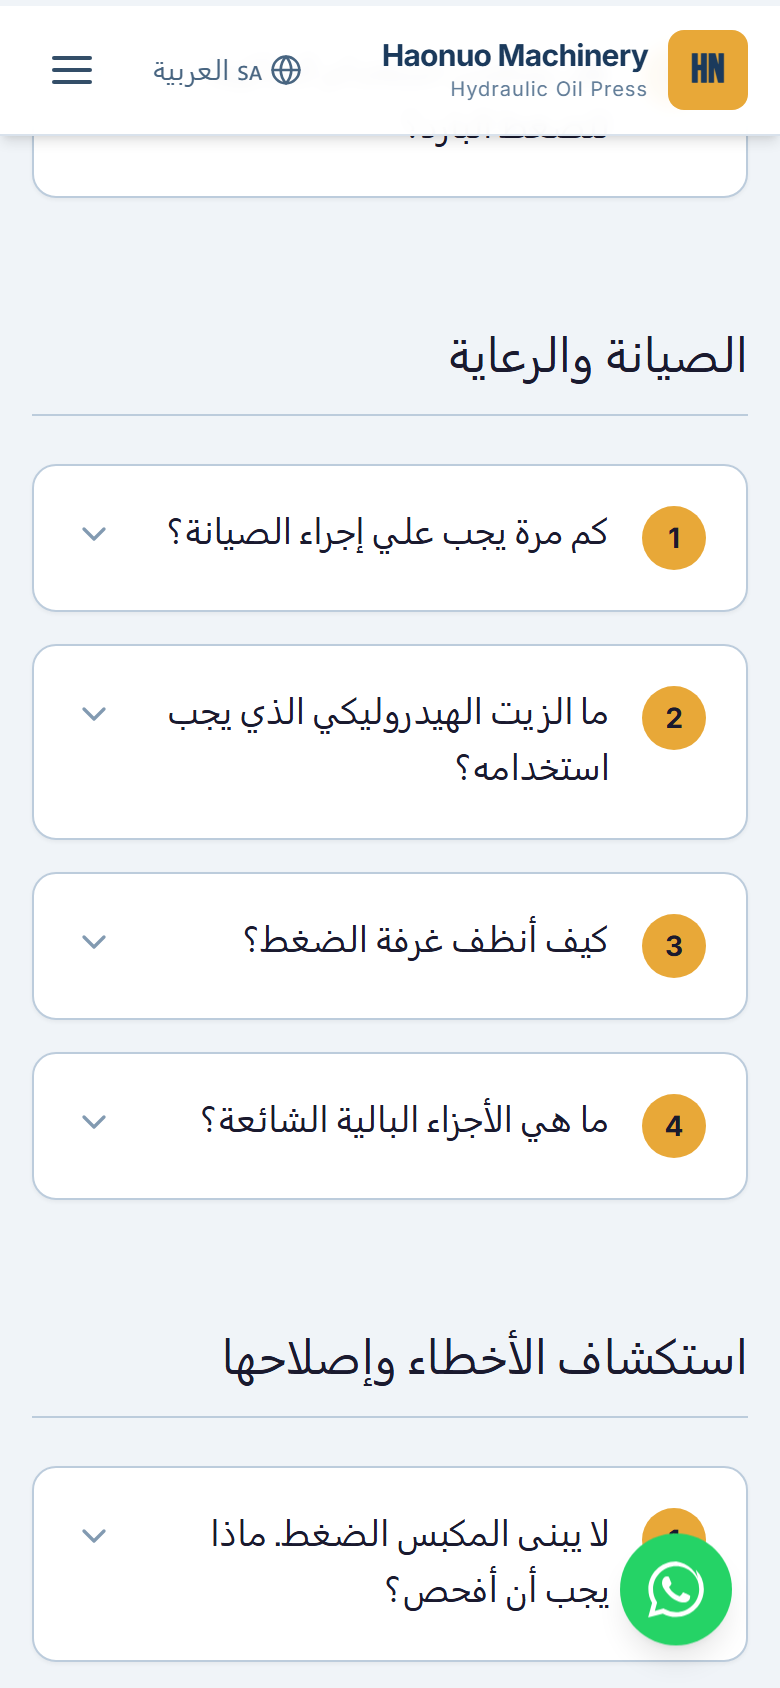 HN
Haonuo Machinery
Hydraulic Oil Press
SA العربية
الصيانة والرعاية
1
كم مرة يجب علي إجراء الصيانة؟
2
ما الزيت الهيدروليكي الذي يجب
استخدامه؟
3
كيف أنظف غرفة الضغط؟
4
ما هي الأجزاء البالية الشائعة؟
استكشاف الأخطاء وإصلاحها
لا يبنى المكبس الضغط. ماذا
يجب أن أفحص؟